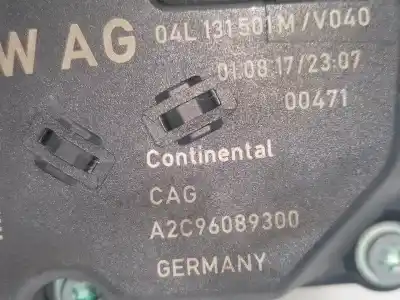 W AG 04L 131 501 M /V040
01.08.17/23:07
00471
Continental
CAG
A2C96089300
GERMANY